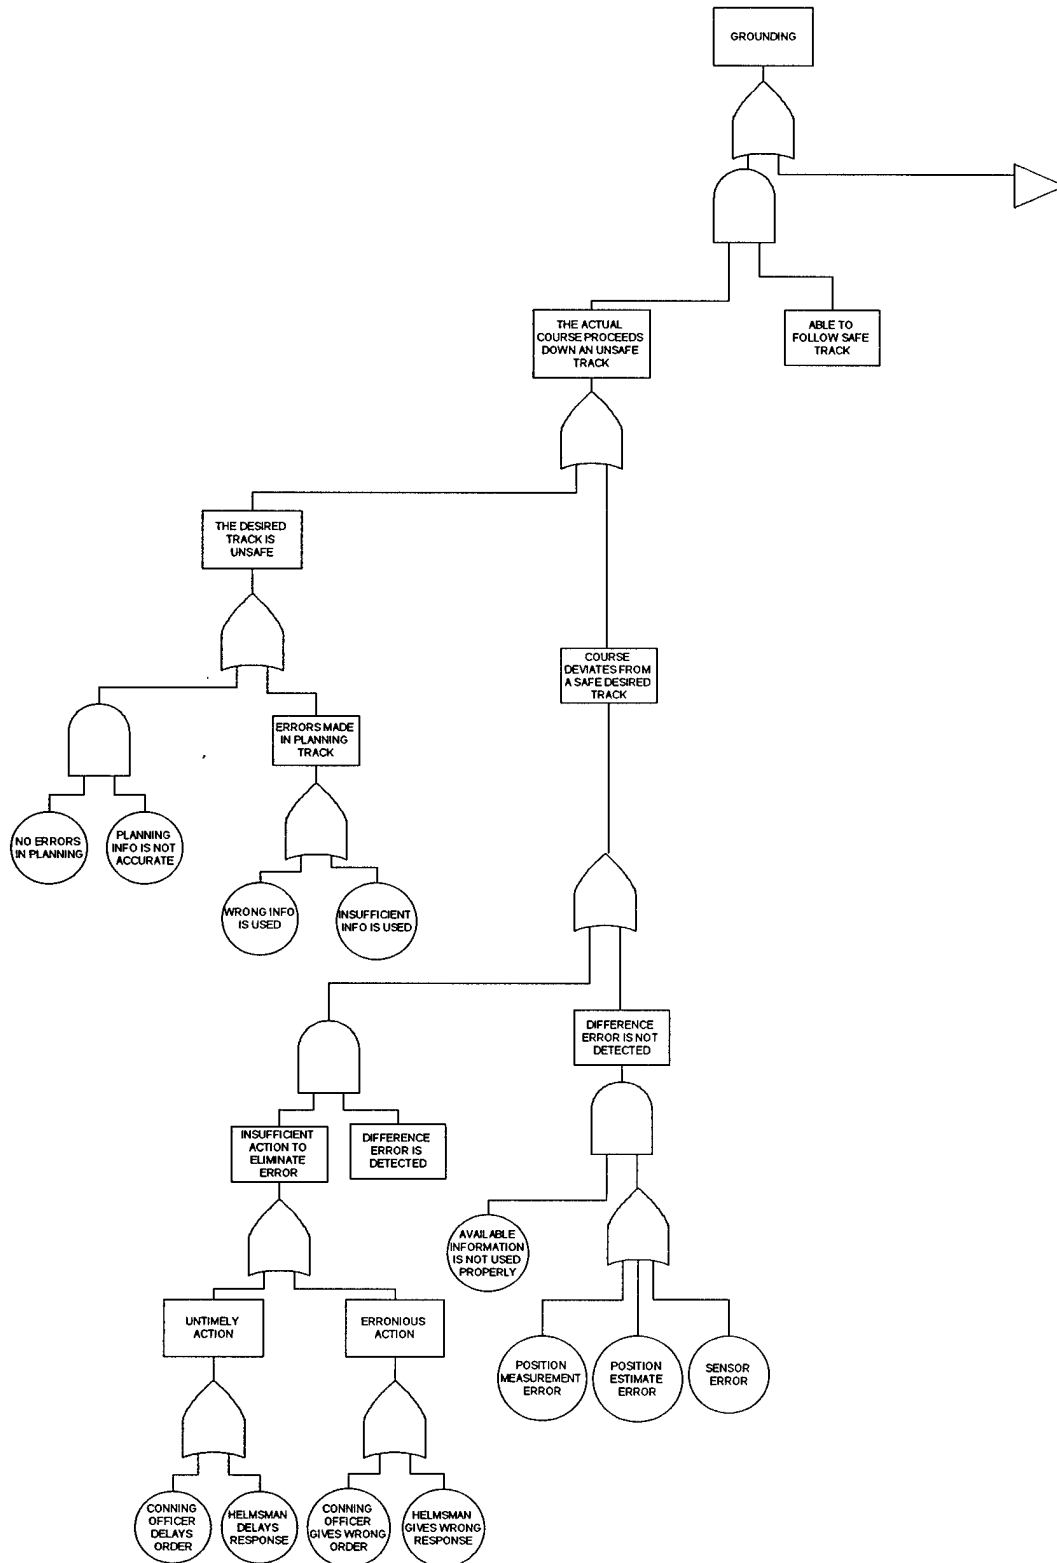 GROUNDING
THE ACTUAL
COURSE PROCEEDS
DOWN AN UNSAFE
TRACK
ABLE TO
FOLLOW SAFE
TRACK
THE DESIRED
TRACK IS
UNSAFE
COURSE
DEVIATES FROM
A SAFE DESIRED
TRACK
ERRORS MADE
IN PLANNING
TRACK
NO ERRORS
IN PLANNING
PLANNING
INFO IS NOT
ACCURATE
WRONG INFO
IS USED
INSUFFICIENT
INFO IS USED
DIFFERENCE
ERROR IS NOT
DETECTED
INSUFFICIENT
ACTION TO
ELIMINATE
ERROR
DIFFERENCE
ERROR IS
DETECTED
AVAILABLE
INFORMATION
IS NOT USED
PROPERLY
UNTIMELY
ACTION
ERRONIOUS
ACTION
POSITION
MEASUREMENT
ERROR
POSITION
ESTIMATE
ERROR
SENSOR
ERROR
CONNING
OFFICER
DELAYS
ORDER
HELMSMAN
DELAYS
RESPONSE
CONNING
OFFICER
GIVES WRONG
ORDER
HELMSMAN
GIVES WRONG
RESPONSE